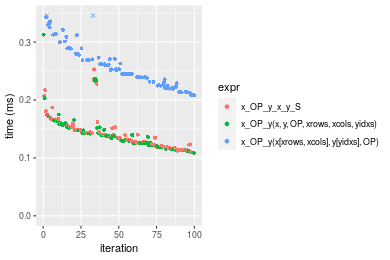 0.3
0.2
0.1
0.0
time (ms)
0
25
50
75
100
iteration
expr
x_OP_y_x_y_S
x_OP_y(x, y, OP, xrows, xcols, yidxs)
x_OP_y(x[xrows, xcols], y[yidxs], OP)